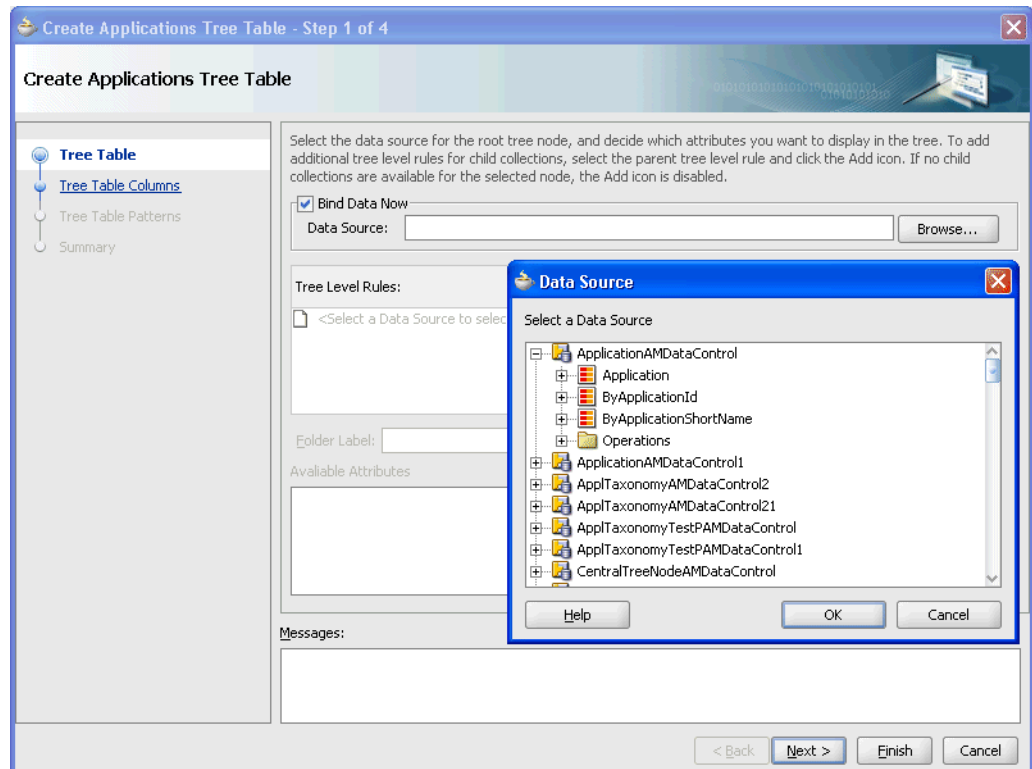 Create Applications Tree Table - Step 1 of 4
Create Applications Tree Table
Tree Table
Tree Table Columns
Tree Table Patterns
Summary
Select the data source for the root tree node, and decide which attributes you want to display in the tree. To add
additional tree level rules for child collections, select the parent tree level rule and click the Add icon. If no child
collections are available for the selected node, the Add icon is disabled.
Bind Data Now
Data Source:
Browse...
Tree Level Rules:
<Select a Data Source to selec
Folder Label:
Avaliable Attributes
Data Source
Select a Data Source
ApplicationAMDataControl
Application
ByApplicationId
ByApplicationShortName
Operations
ApplicationAMDataControl1
ApplTaxonomyAMDataControl2
ApplTaxonomyAMDataControl21
ApplTaxonomyTestPAMDataControl
ApplTaxonomyTestPAMDataControl1
CentralTreeNodeAMDataControl
Help
OK
Cancel
Messages:
< Back
Next >
Finish
Cancel